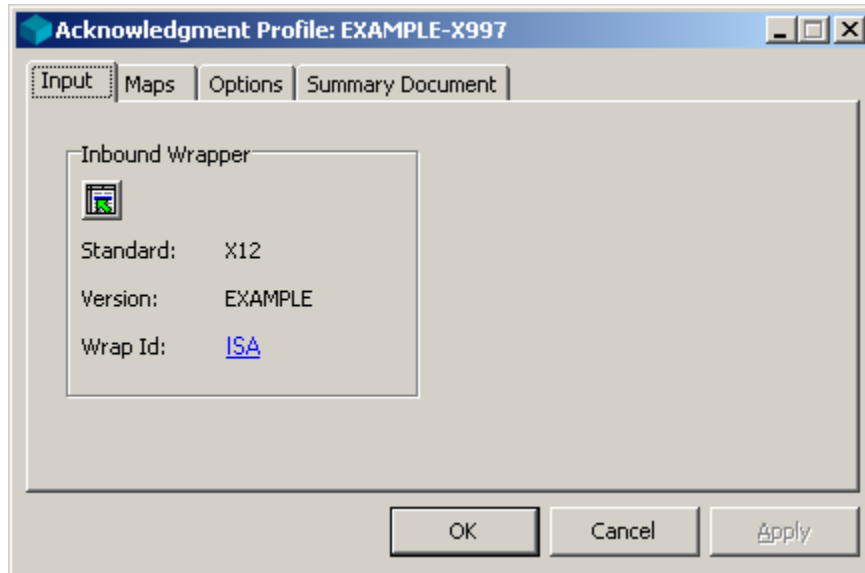 Acknowledgment Profile: EXAMPLE-X997
Input Maps Options Summary Document
Inbound Wrapper
Standard: X12
Version: EXAMPLE
Wrap Id: ISA
OK Cancel Apply